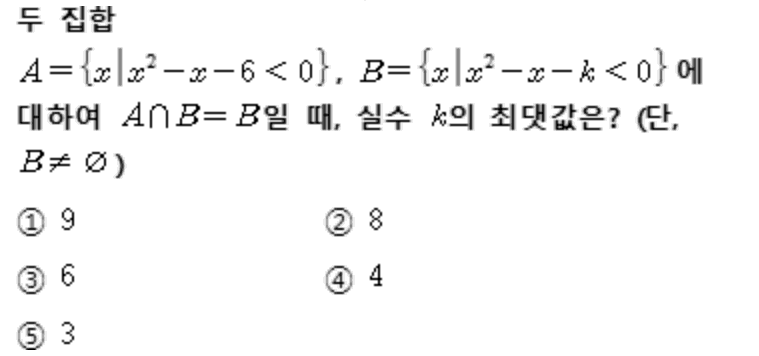 두 집합
A={x|x²-x-6<0}, B={x|x²-x-k<0}에
대하여 A∩B=B일 때, 실수 k의 최댓값은? (단,
B≠∅)
① 9 ② 8
③ 6 ④ 4
⑤ 3